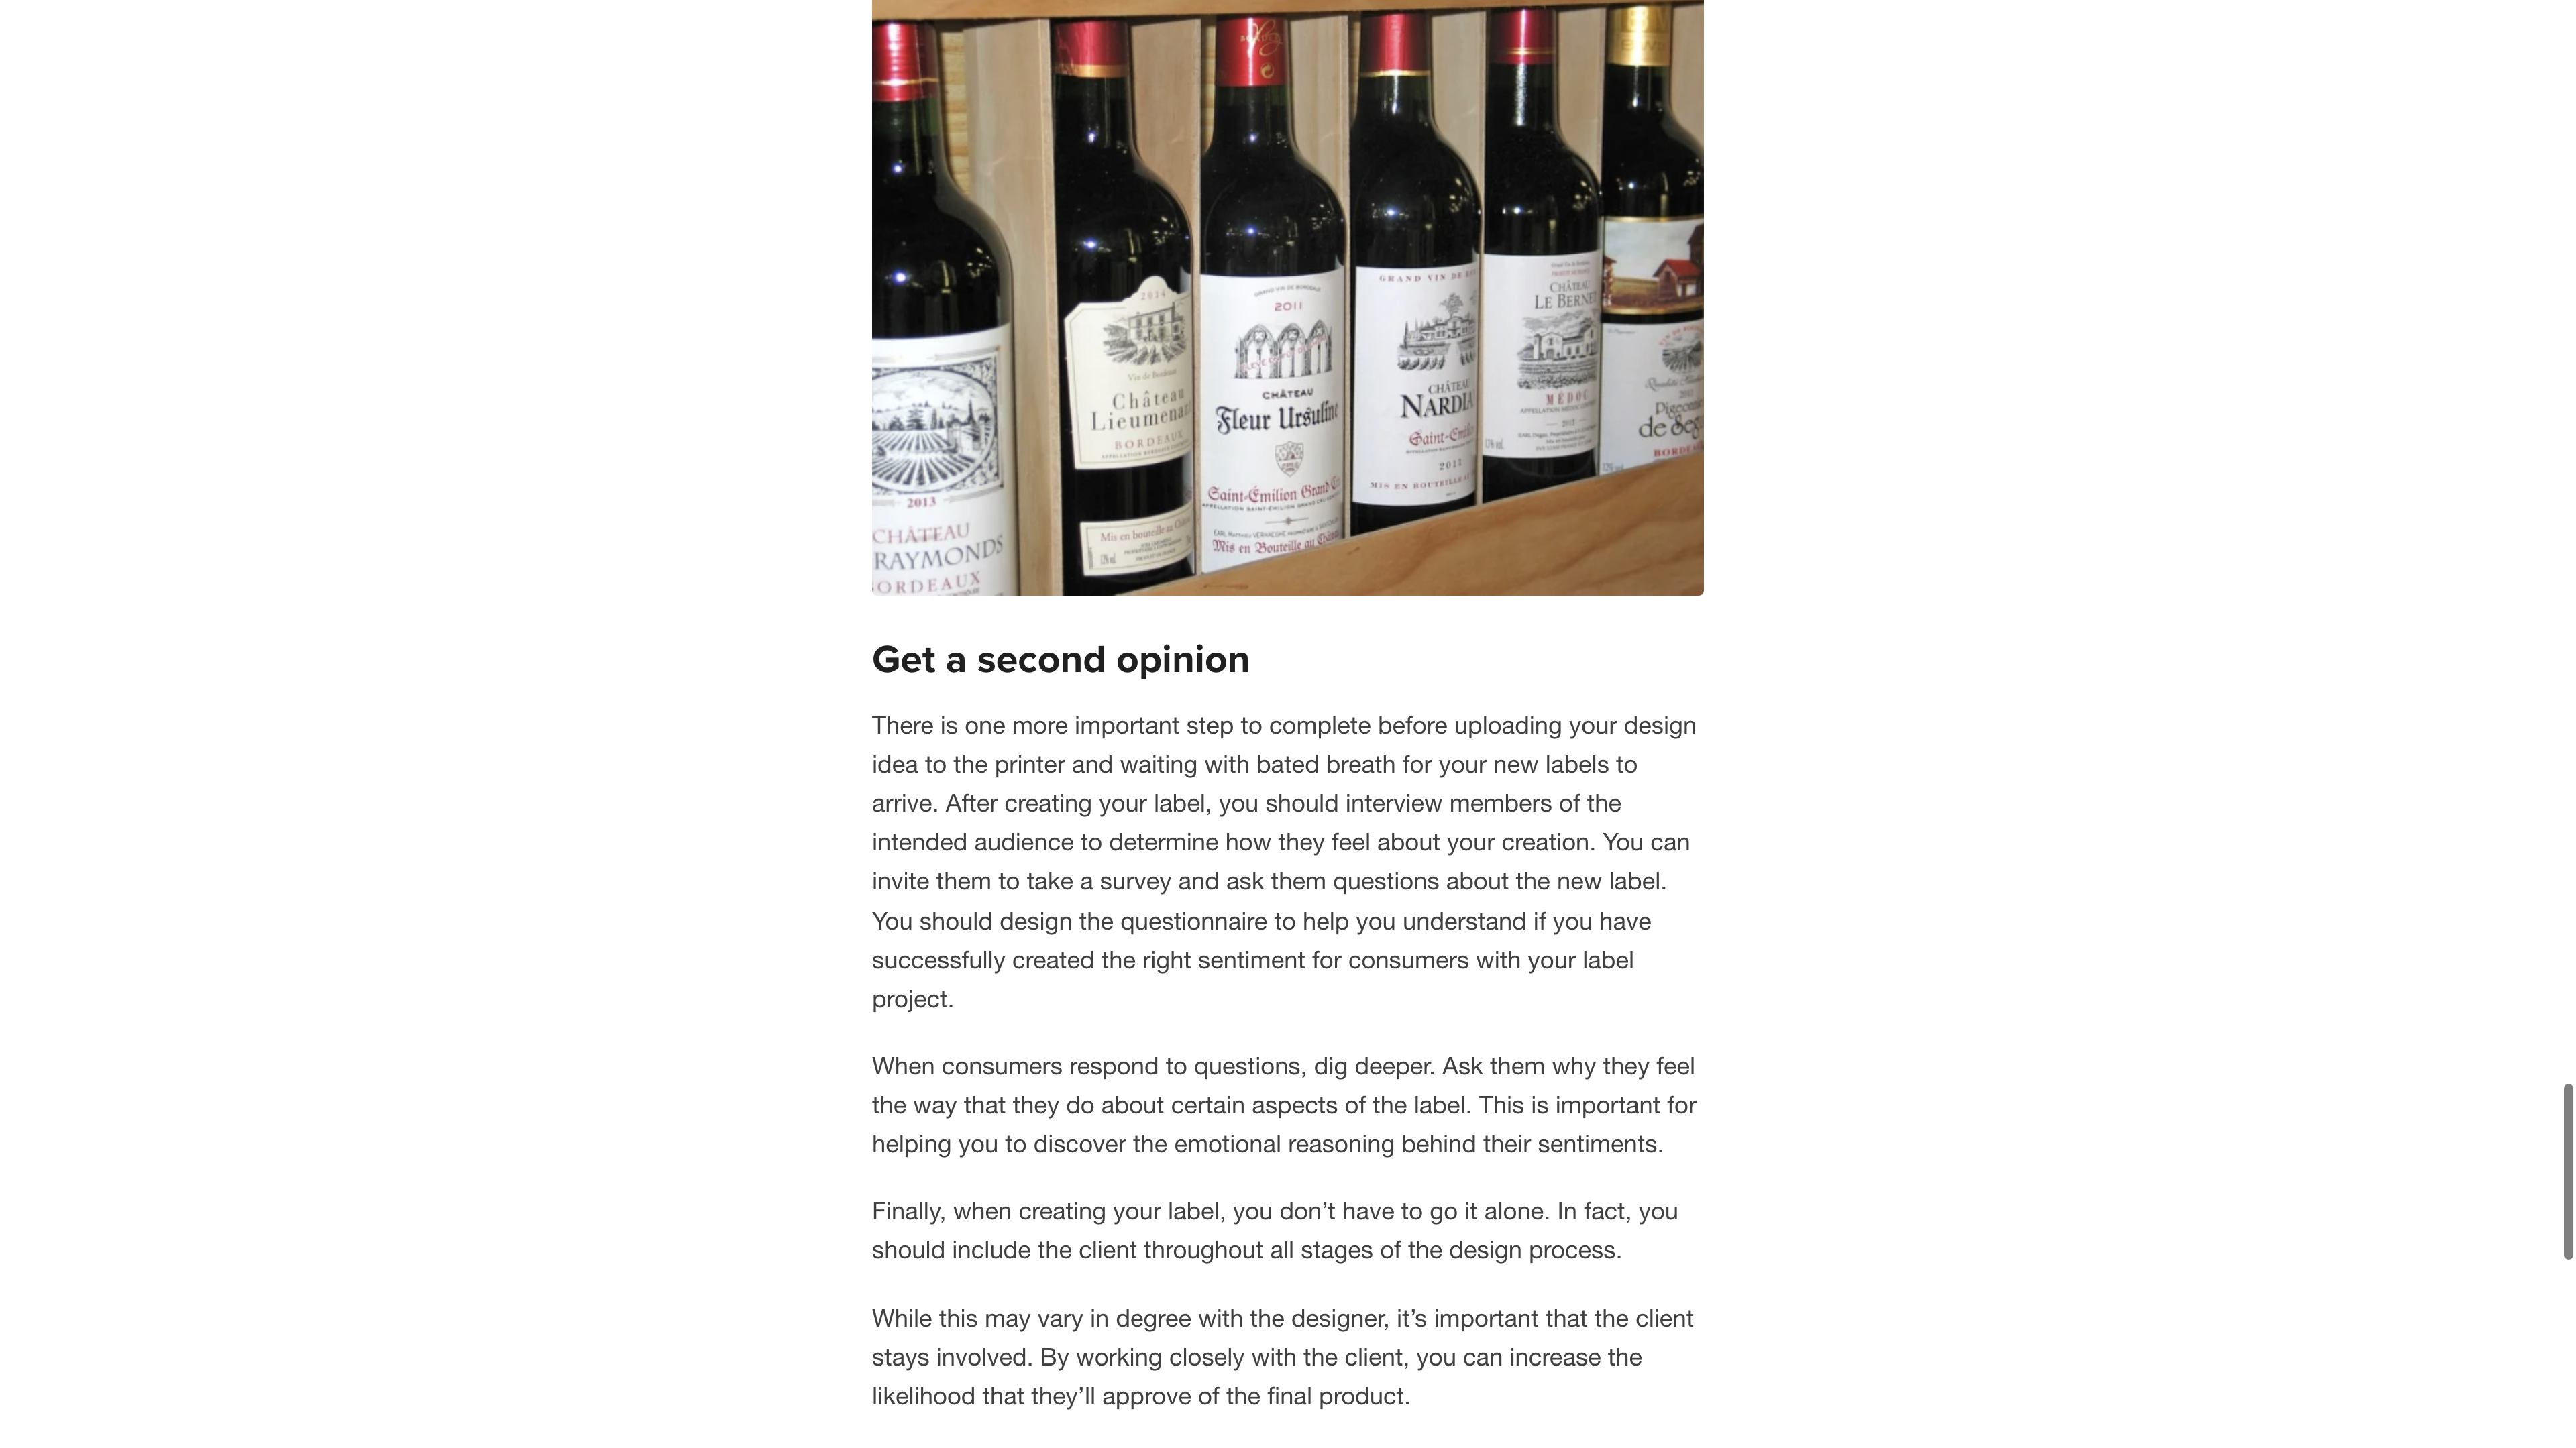 2013
CHÂTEAU
RAYMONDS
ORDEAUX
2014
Vin de Bordeaux
Château
BORDEAUX
Mis en bouteille au
GRAND VIN DE BORDEAUX
2011
CHÂTEAU
Fleur Ursuline
Saint-Émilion Grand
APPELLATION SAINT-ÉMILION GRAND CRU
Mis en Bouteille au Château
GRAND VIN DE
CHÂTEAU
NARDIA
2011
MIS EN BOUTEILLE
CHÂTEAU
LE BERNE
MEDOC
2012
de
BORDE
Get a second opinion
There is one more important step to complete before uploading your design
idea to the printer and waiting with bated breath for your new labels to
arrive. After creating your label, you should interview members of the
intended audience to determine how they feel about your creation. You can
invite them to take a survey and ask them questions about the new label.
You should design the questionnaire to help you understand if you have
successfully created the right sentiment for consumers with your label
project.
When consumers respond to questions, dig deeper. Ask them why they feel
the way that they do about certain aspects of the label. This is important for
helping you to discover the emotional reasoning behind their sentiments.
Finally, when creating your label, you don’t have to go it alone. In fact, you
should include the client throughout all stages of the design process.
While this may vary in degree with the designer, it’s important that the client
stays involved. By working closely with the client, you can increase the
likelihood that they’ll approve of the final product.